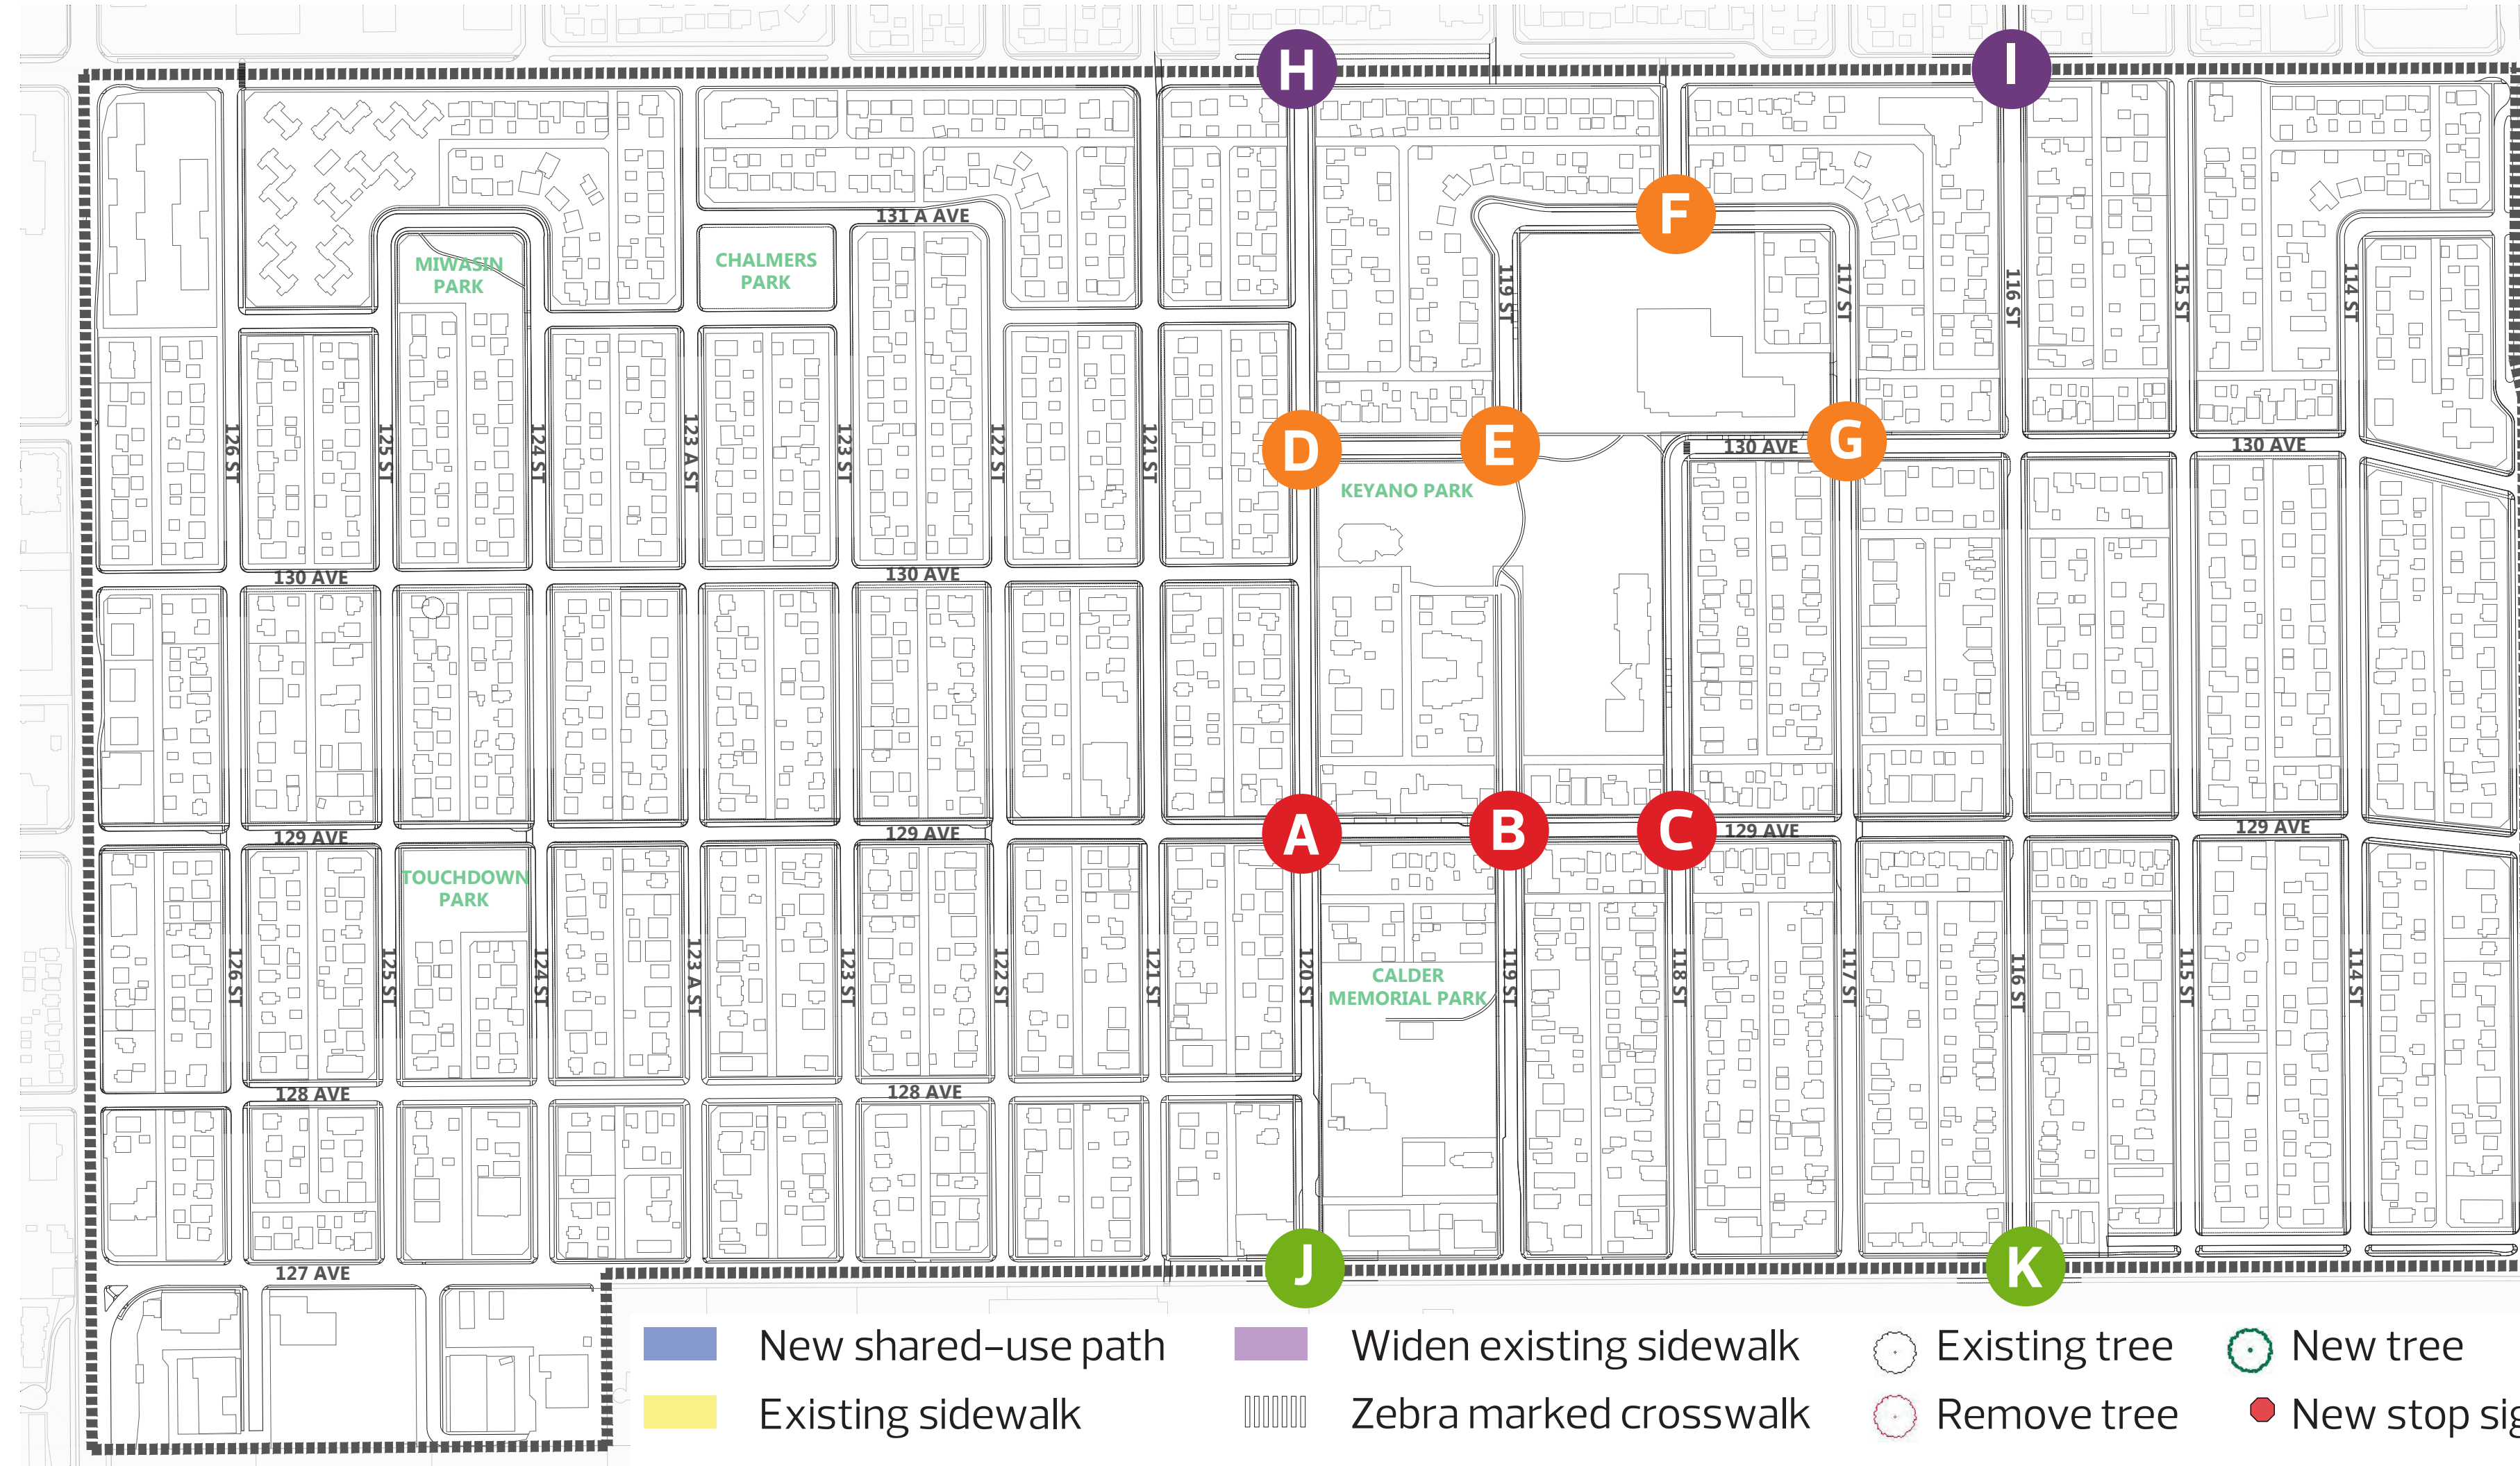 H
I
F
131 A AVE
MIWASIN
PARK
CHALMERS
PARK
119 ST
117 ST
116 ST
115 ST
114 ST
126 ST
125 ST
124 ST
123 A ST
123 ST
122 ST
121 ST
D
E
G
130 AVE
130 AVE
KEYANO PARK
130 AVE
130 AVE
A
B
C
129 AVE
129 AVE
129 AVE
129 AVE
TOUCHDOWN
PARK
126 ST
125 ST
124 ST
123 A ST
123 ST
122 ST
121 ST
120 ST
CALDER
MEMORIAL PARK
119 ST
118 ST
117 ST
116 ST
115 ST
114 ST
128 AVE
128 AVE
127 AVE
J
K
New shared-use path
Widen existing sidewalk
Existing tree
New tree
Existing sidewalk
Zebra marked crosswalk
Remove tree
New stop sig